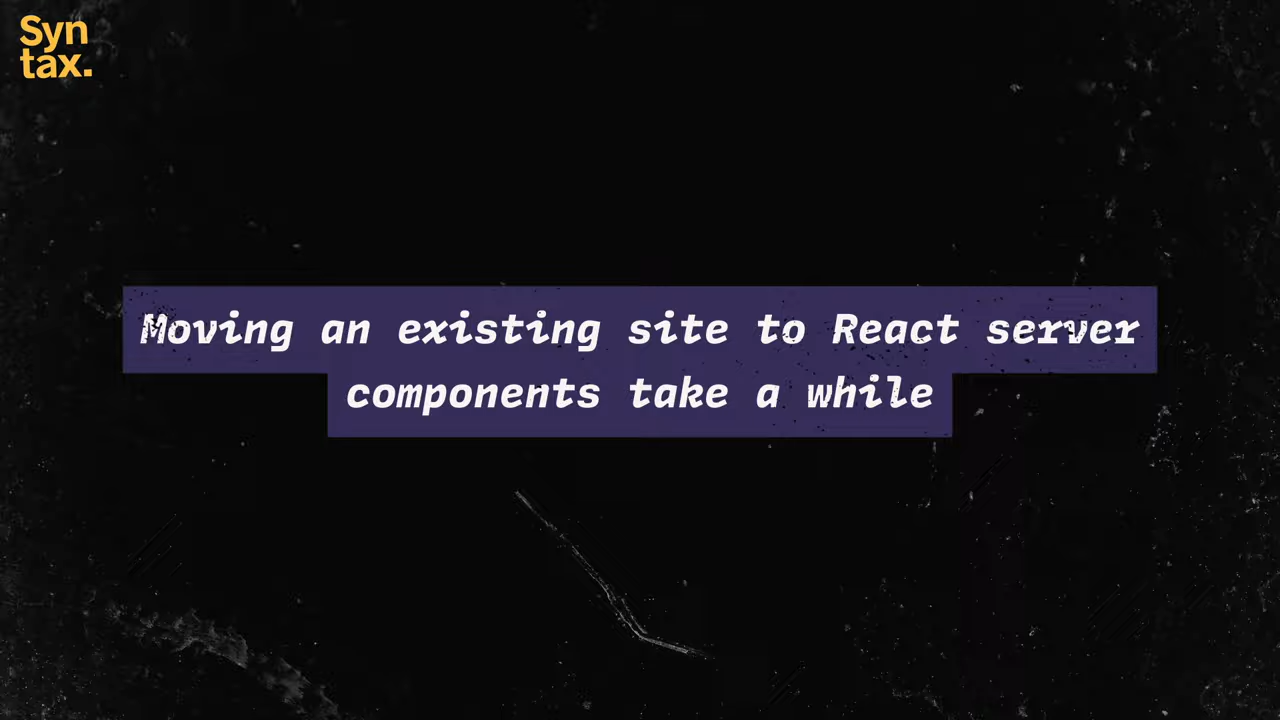 Syn
tax.
Moving an existing site to React server
components take a while